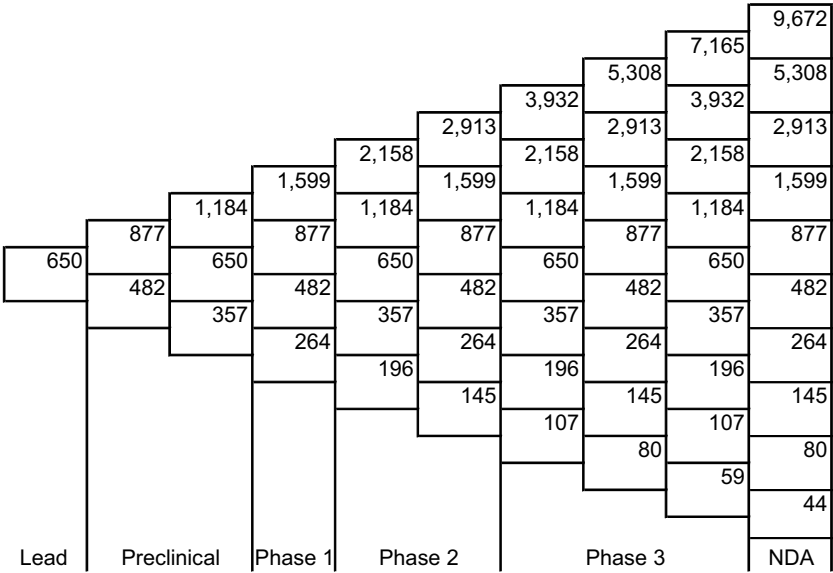 9,672
7,165
5,308 5,308
3,932 3,932
2,913 2,913 2,913
2,158 2,158 2,158
1,599 1,599 1,599 1,599
1,184 1,184 1,184 1,184
877 877 877 877 877
650 650 650 650 650
482 482 482 482 482
357 357 357 357
264 264 264 264
196 196 196
145 145 145
107 107
80 80
59
44
Lead Preclinical Phase 1 Phase 2 Phase 3 NDA